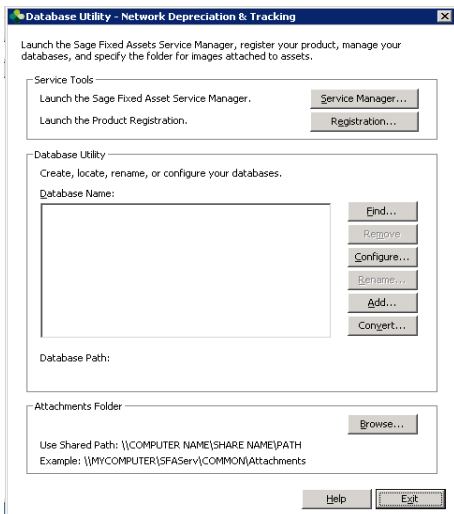 Database Utility - Network Depreciation & Tracking
Launch the Sage Fixed Assets Service Manager, register your product, manage your
databases, and specify the folder for images attached to assets.
Service Tools
Launch the Sage Fixed Asset Service Manager.
Service Manager...
Launch the Product Registration.
Registration...
Database Utility
Create, locate, rename, or configure your databases.
Database Name:
Find...
Remove
Configure...
Rename...
Add...
Convert...
Database Path:
Attachments Folder
Browse...
Use Shared Path: \\COMPUTER NAME\SHARE NAME\PATH
Example: \\MYCOMPUTER\SFAServ\COMMON\Attachments
Help
Exit